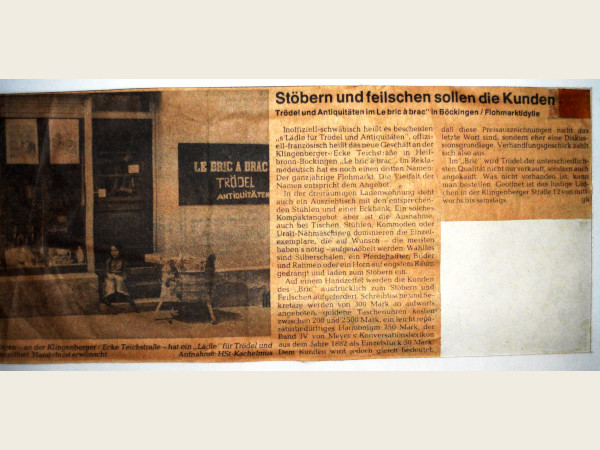 Stöbern und feilschen sollen die Kunden
Trödel und Antiquitäten im „Le bric à brac" in Böckingen / Flohmarktidylle
LE BRIC A BRAC
TRÖDEL
ANTIQUITÄTEN
Inoffiziell-schwäbisch heißt es bescheiden
„s'Lädle für Trödel und Antiquitäten", offizi-
ell-französisch heißt das neue Geschäft an der
Klingenberger- Ecke Teichstraße in Heil-
bronn-Böckingen „Le bric à brac". Im Rekla-
medeutsch hat es noch einen dritten Namen:
Der ganzjährige Flohmarkt. Die Vielfalt der
Namen entspricht dem Angebot.
In der dreiräumigen Ladenwohnung steht
auch ein Ausziehtisch mit den entsprechen-
den Stühlen und einer Eckbank. Ein solches
Kompaktangebot aber ist die Ausnahme,
auch bei Tischen, Stühlen, Kommoden oder
Uralt-Nähmaschinen dominieren die Einzel-
exemplare, die auf Wunsch – die meisten
haben's nötig – aufgearbeitet werden. Wahllos
sind Silberschalen, ein Pferdehalfter, Bilder
und Rahmen oder ein Horn auf engstem Raum
gedrängt und laden zum Stöbern ein.
Auf einem Handzettel werden die Kunden
des „Bric" ausdrücklich zum Stöbern und
Feilschen aufgefordert. Schreibtische und Se-
kretäre werden von 300 Mark an aufwärts
angeboten, goldene Taschenuhren kosten
zwischen 200 und 2500 Mark, ein leicht repa-
raturbedürftiges Harmonium 250 Mark, der
Band IV von Meyer's Konversationslexikon
aus dem Jahre 1892 als Einzelstück 30 Mark.
Dem Kunden wird jedoch gleich bedeutet,
daß diese Preisauszeichnungen nicht das
letzte Wort sind, sondern eher eine Diskus-
sionsgrundlage. Verhandlungsgeschick zahlt
sich also aus.
Im „Bric" wird Trödel der unterschiedlich-
sten Qualität nicht nur verkauft, sondern auch
angekauft. Was nicht vorhanden ist, kann
man bestellen. Geöffnet ist das lustige Läd-
chen in der Klingenberger Straße 12 von mitt-
wochs bis samstags. gk
an der Klingenberger / Ecke Teichstraße – hat ein „Lädle" für Trödel und
Aufnahme: HSt-Kachelmus